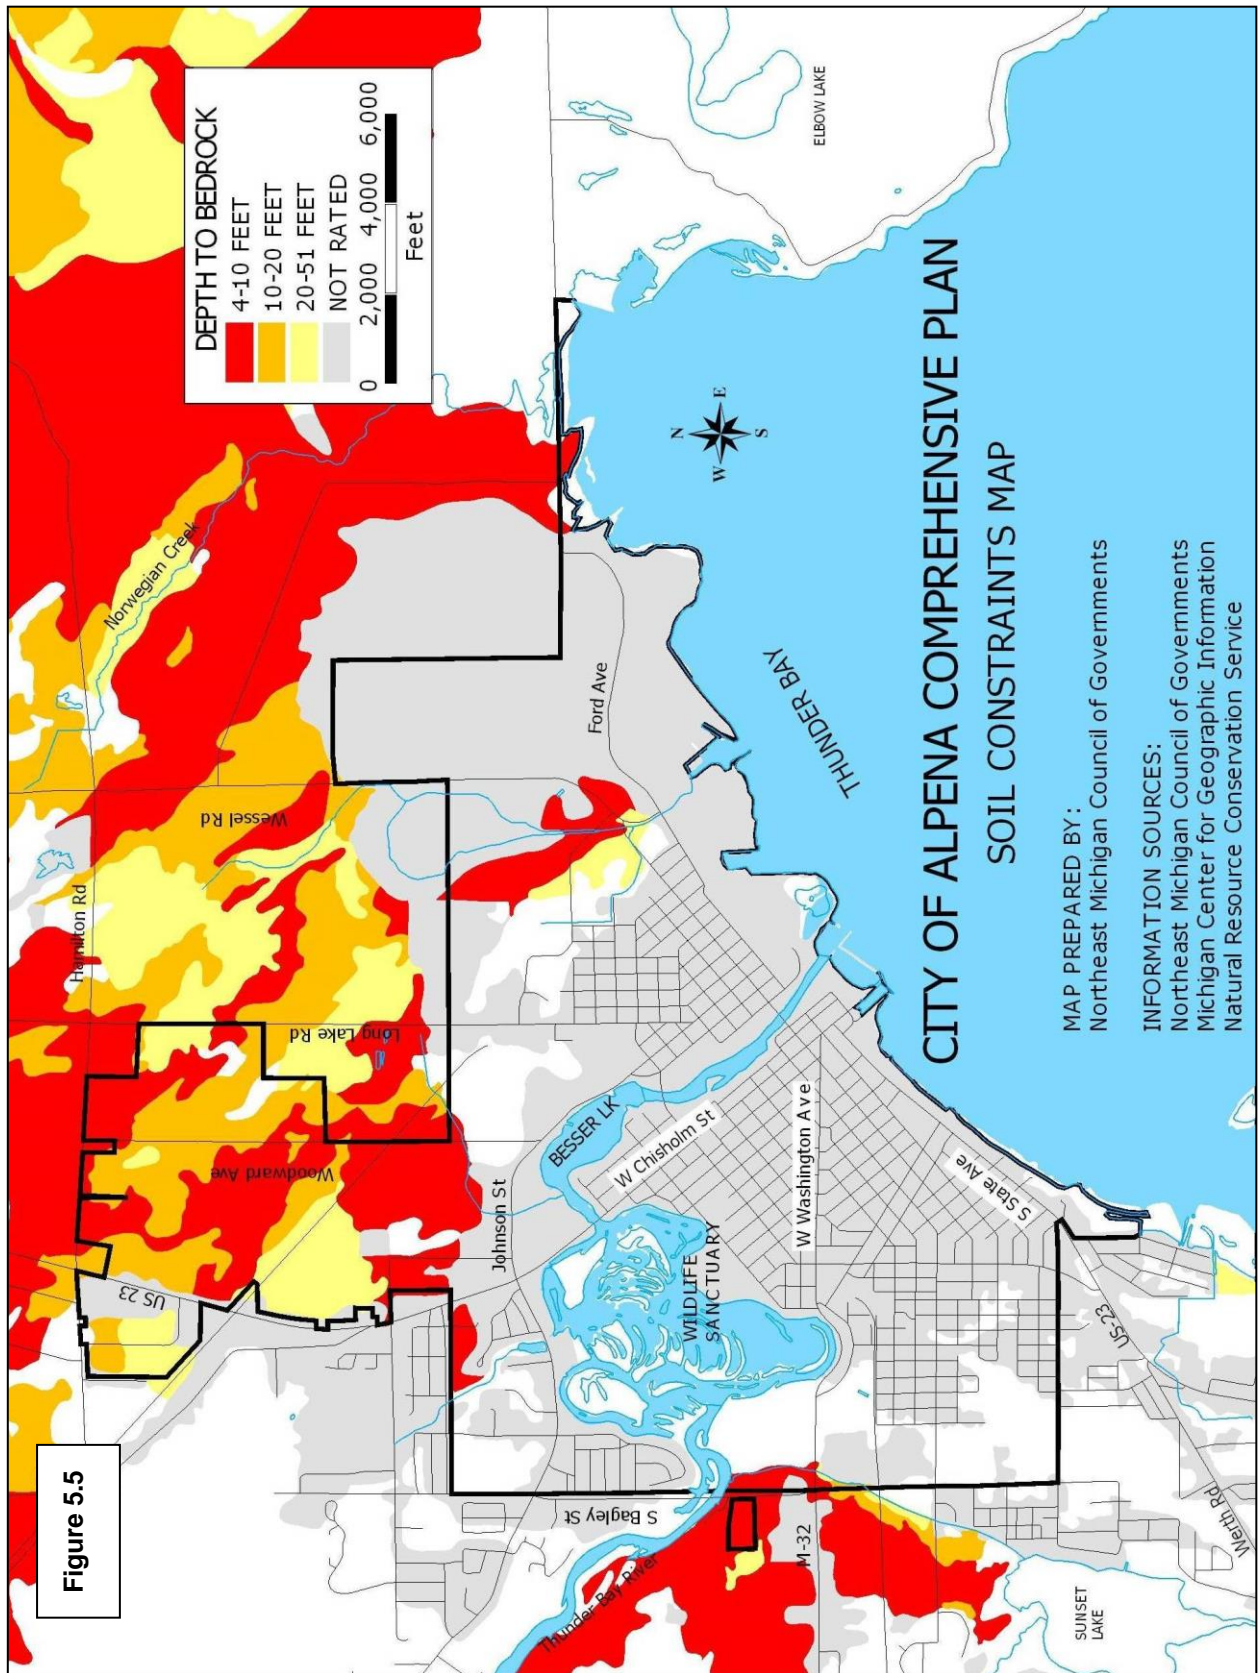 Figure 5.5
DEPTH TO BEDROCK
4-10 FEET
10-20 FEET
20-51 FEET
NOT RATED
0 2,000 4,000 6,000
Feet
ELBOW LAKE
Norwegian Creek
Wessel Rd
Hamilton Rd
Long Lake Rd
Woodward Ave
US 23
Ford Ave
Johnson St
BESSER LK
W Chisholm St
W Washington Ave
S State Ave
WILDLIFE
SANCTUARY
S Bagley St
Thunder Bay River
M-32
US-23
Werth Rd
SUNSET
LAKE
THUNDER BAY
N
W E
S
CITY OF ALPENA COMPREHENSIVE PLAN
SOIL CONSTRAINTS MAP
MAP PREPARED BY:
Northeast Michigan Council of Governments
INFORMATION SOURCES:
Northeast Michigan Council of Governments
Michigan Center for Geographic Information
Natural Resource Conservation Service